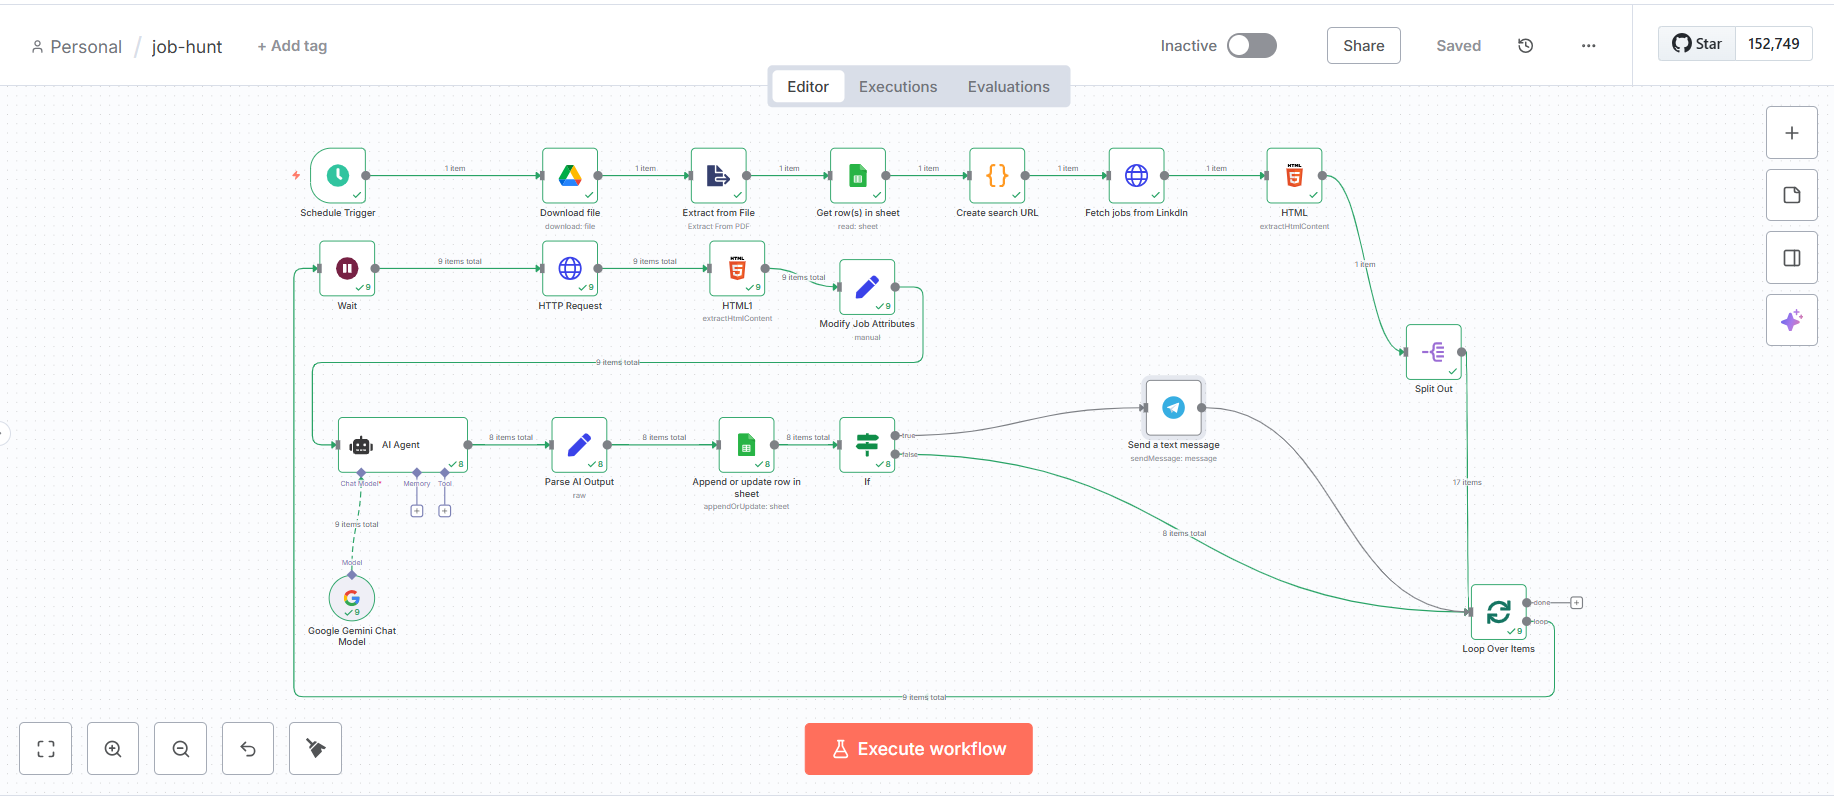 Personal / job-hunt + Add tag
Inactive Share Saved ... Star 152,749
Editor Executions Evaluations
1 item 1 item 1 item 1 item 1 item 1 item
Schedule Trigger
Download file
download: file
Extract from File
Extract From PDF
Get row(s) in sheet
read: sheet
Create search URL
Fetch jobs from LinkdIn
HTML
HTML
extractHtmlContent
1 item
9 items total 9 items total 9 items total
9
Wait
9
HTTP Request
HTML
9
HTML1
extractHtmlContent
9
Modify Job Attributes
manual
9 items total
Split Out
17 items
AI Agent
8
Chat Model*
Memory
Tool
8 items total 8 items total 8 items total
8
Parse AI Output
raw
8
Append or update row in
sheet
appendOrUpdate: sheet
true
false
8
If
Send a text message
sendMessage: message
9 items total
8 items total
Model
9
Google Gemini Chat
Model
done
loop
9
Loop Over Items
9 items total
Execute workflow